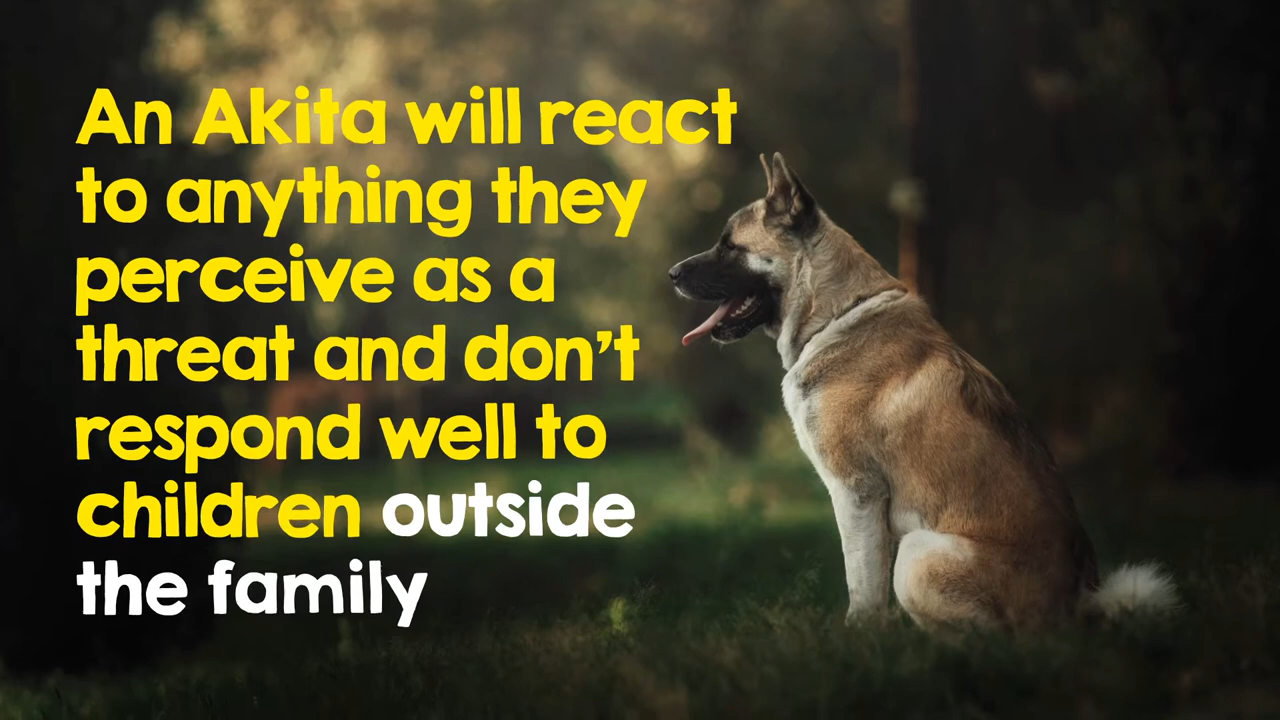 An Akita will react
to anything they
perceive as a
threat and don’t
respond well to
children outside
the family